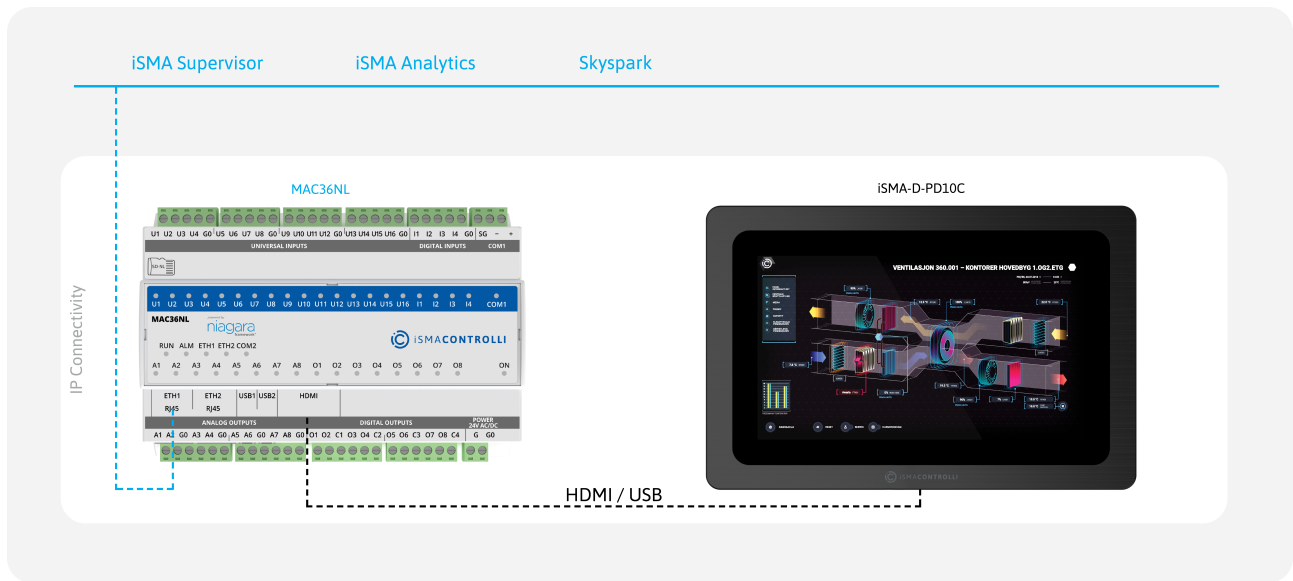 iSMA Supervisor
iSMA Analytics
Skyspark
IP Connectivity
MAC36NL
iSMA-D-PD10C
U1 U2 U3 U4 G0 U5 U6 U7 U8 G0 U9 U10 U11 U12 G0 U13 U14 U15 U16 G0 I1 I2 I3 I4 G0 SG − +
UNIVERSAL INPUTS DIGITAL INPUTS COM1
U1 U2 U3 U4 U5 U6 U7 U8 U9 U10 U11 U12 U13 U14 U15 U16 I1 I2 I3 I4 COM1
MAC36NL
niagara
framework
iSMACONTROLLI
RUN ALM ETH1 ETH2 COM2
A1 A2 A3 A4 A5 A6 A7 A8 O1 O2 O3 O4 O5 O6 O7 O8 ON
ETH1 ETH2 USB1 USB2 HDMI
RJ45 RJ45
ANALOG OUTPUTS DIGITAL OUTPUTS POWER
24V AC/DC
A1 A2 G0 A3 A4 G0 A5 A6 G0 A7 A8 G0 O1 O2 C1 O3 O4 C2 O5 O6 C3 O7 O8 C4 G G0
VENTILASJON 360.001 – KONTORER HOVEDBYG 1.OG2.ETG
iSMACONTROLLI
HDMI / USB